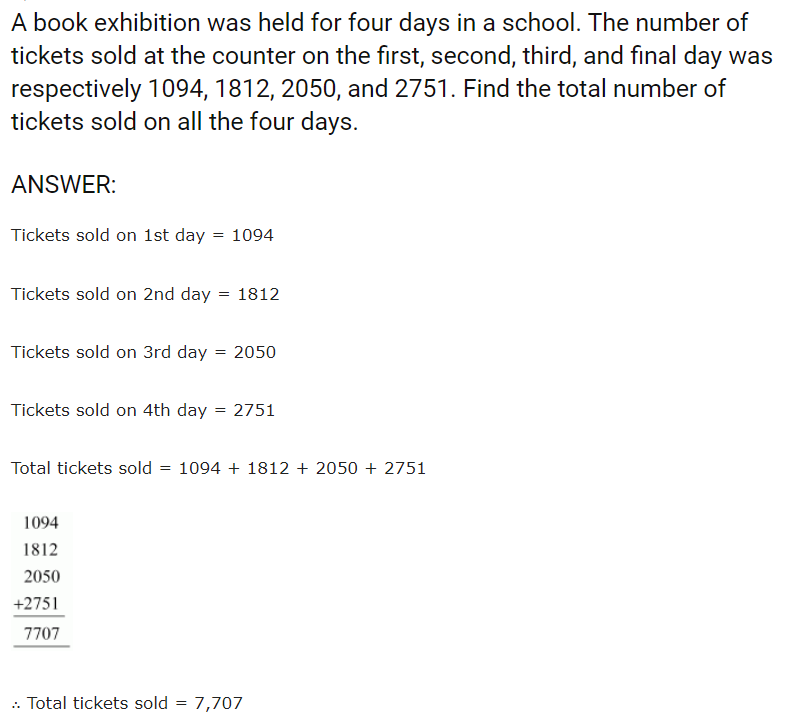 A book exhibition was held for four days in a school. The number of
tickets sold at the counter on the first, second, third, and final day was
respectively 1094, 1812, 2050, and 2751. Find the total number of
tickets sold on all the four days.
ANSWER:
Tickets sold on 1st day = 1094
Tickets sold on 2nd day = 1812
Tickets sold on 3rd day = 2050
Tickets sold on 4th day = 2751
Total tickets sold = 1094 + 1812 + 2050 + 2751
1094
1812
2050
+2751
7707
∴ Total tickets sold = 7,707